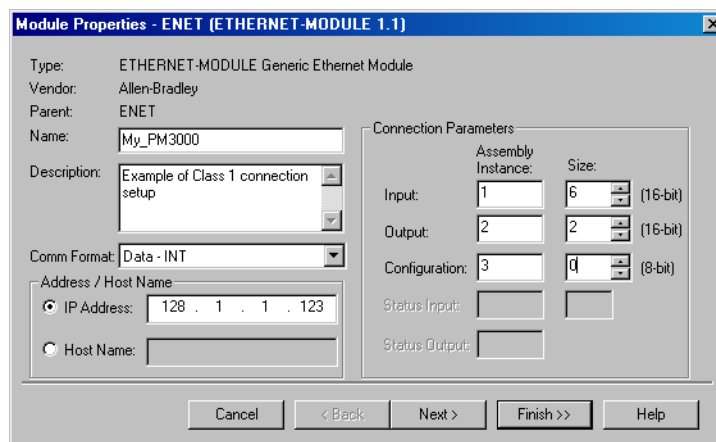 Module Properties - ENET (ETHERNET-MODULE 1.1)
Type: ETHERNET-MODULE Generic Ethernet Module
Vendor: Allen-Bradley
Parent: ENET
Name: My_PM3000
Description: Example of Class 1 connection
setup
Comm Format: Data - INT
Address / Host Name
IP Address: 128 . 1 . 1 . 123
Host Name:
Connection Parameters
Assembly
Instance: Size:
Input: 1 6 (16-bit)
Output: 2 2 (16-bit)
Configuration: 3 0 (8-bit)
Status Input:
Status Output:
Cancel < Back Next > Finish >> Help